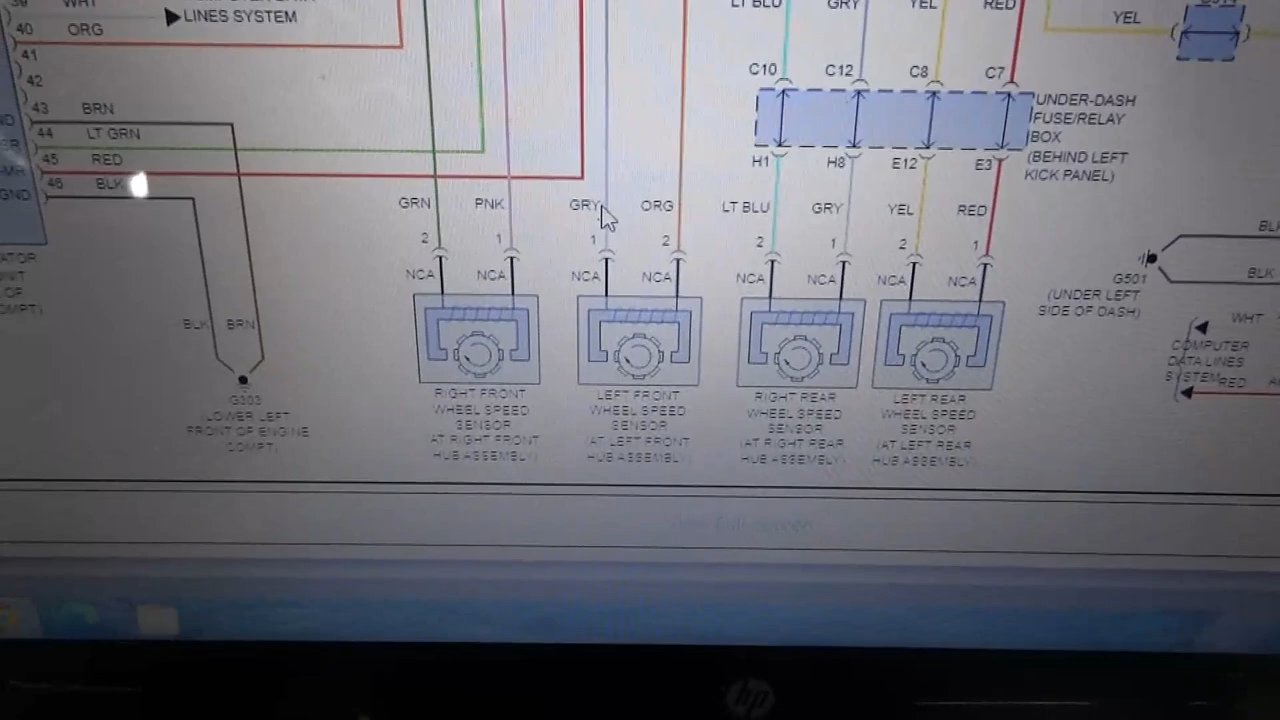 39 WHT
LINES SYSTEM
40 ORG
41
42
43 BRN
44 LT GRN
45 RED
46 BLK
GND
BLK BRN
G303
(LOWER LEFT
FRONT OF ENGINE
COMPT)
GRN PNK GRY ORG LT BLU GRY YEL RED
2 1 1 2 2 1 2 1
NCA NCA NCA NCA NCA NCA NCA NCA
RIGHT FRONT
WHEEL SPEED
SENSOR
(AT RIGHT FRONT
HUB ASSEMBLY)
LEFT FRONT
WHEEL SPEED
SENSOR
(AT LEFT FRONT
HUB ASSEMBLY)
RIGHT REAR
WHEEL SPEED
SENSOR
(AT RIGHT REAR
HUB ASSEMBLY)
LEFT REAR
WHEEL SPEED
SENSOR
(AT LEFT REAR
HUB ASSEMBLY)
LT BLU GRY YEL RED
C10 C12 C8 C7
H1 H8 E12 E3
UNDER-DASH
FUSE/RELAY
BOX
(BEHIND LEFT
KICK PANEL)
YEL
BLK
BLK
G501
(UNDER LEFT
SIDE OF DASH)
WHT
COMPUTER
DATA LINES
SYSTEM
RED
hp